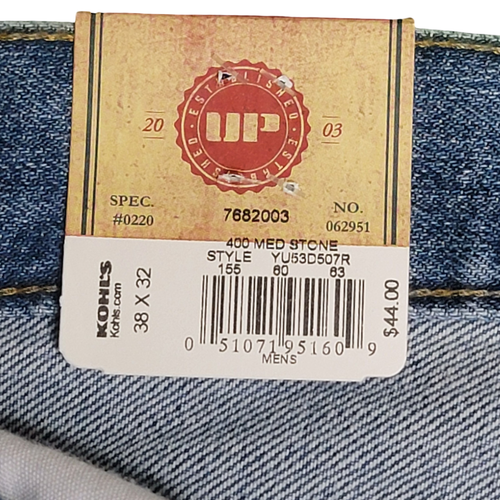 ESTABLISHED
UP
ESTABLISHED
20 03
SPEC. #0220
7682003
NO. 062951
400 MED STONE
STYLE YU53D507R
155 60 63
KOHL'S
Kohls.com
38 X 32
$44.00
0 51071 95160 9
MENS